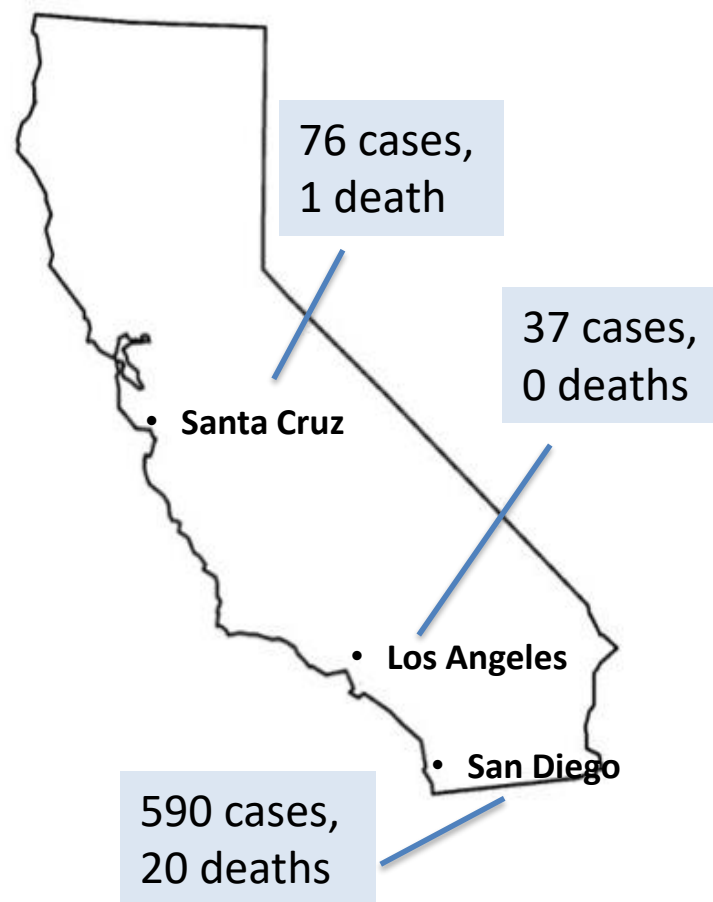 76 cases,
1 death
37 cases,
0 deaths
• Santa Cruz
• Los Angeles
• San Diego
590 cases,
20 deaths